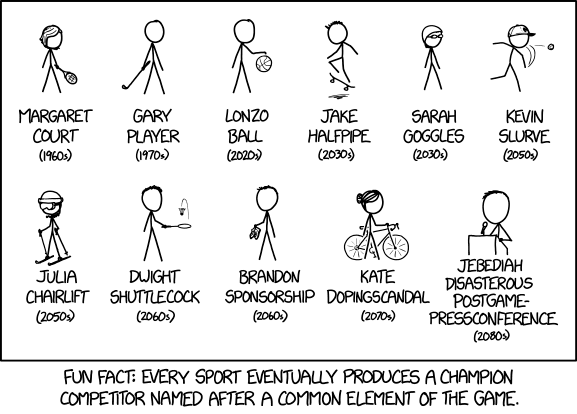 MARGARET
COURT
(1960s)
GARY
PLAYER
(1970s)
LONZO
BALL
(2020s)
JAKE
HALFPIPE
(2030s)
SARAH
GOGGLES
(2030s)
KEVIN
SLURVE
(2050s)
JULIA
CHAIRLIFT
(2050s)
DWIGHT
SHUTTLECOCK
(2060s)
BRANDON
SPONSORSHIP
(2060s)
KATE
DOPINGSCANDAL
(2070s)
JEBEDIAH
DISASTEROUS
POSTGAME-
PRESSCONFERENCE
(2080s)
FUN FACT: EVERY SPORT EVENTUALLY PRODUCES A CHAMPION
COMPETITOR NAMED AFTER A COMMON ELEMENT OF THE GAME.